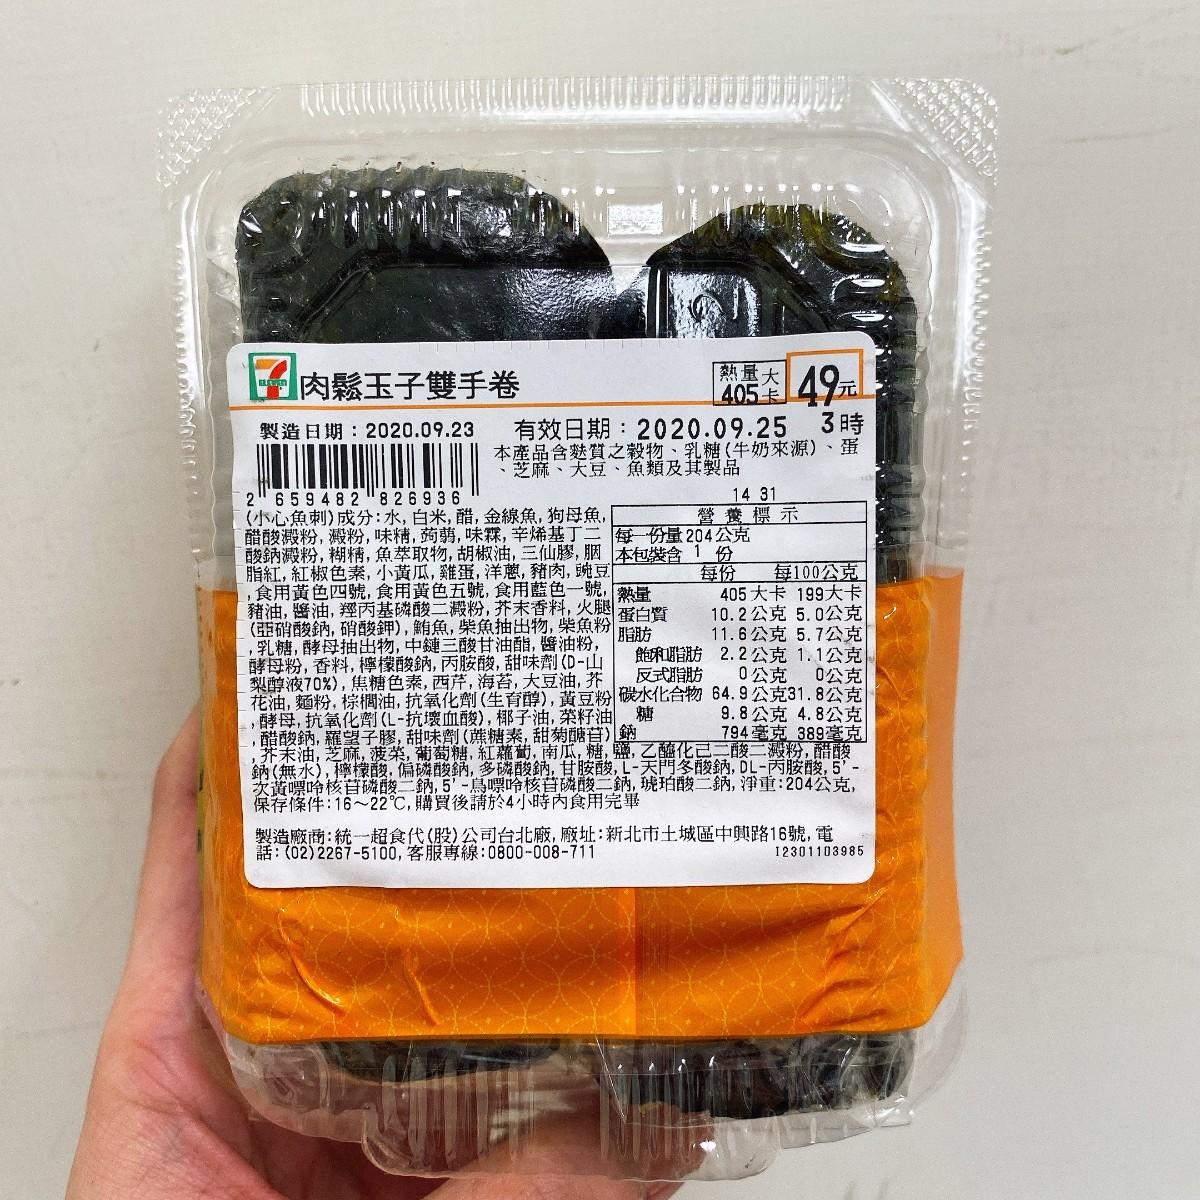 7 ELEVEN 肉鬆玉子雙手卷 熱量405大卡 49元
製造日期：2020.09.23 有效日期：2020.09.25 3時
本產品含麩質之穀物、乳糖(牛奶來源)、蛋
、芝麻、大豆、魚類及其製品
2 659482 826936
14 31
(小心魚刺)成分:水,白米,醋,金線魚,狗母魚,
醋酸澱粉,澱粉,味精,蒟蒻,味霖,辛烯基丁二
酸鈉澱粉,糊精,魚萃取物,胡椒油,三仙膠,胭
脂紅,紅椒色素,小黃瓜,雞蛋,洋蔥,豬肉,豌豆
,食用黃色四號,食用黃色五號,食用藍色一號,
豬油,醬油,羥丙基磷酸二澱粉,芥末香料,火腿
(亞硝酸鈉,硝酸鉀),鮪魚,柴魚抽出物,柴魚粉
,乳糖,酵母抽出物,中鏈三酸甘油酯,醬油粉,
酵母粉,香料,檸檬酸鈉,丙胺酸,甜味劑(D-山
梨醇液70%),焦糖色素,西芹,海苔,大豆油,芥
花油,麵粉,棕櫚油,抗氧化劑(生育醇),黃豆粉
,酵母,抗氧化劑(L-抗壞血酸),椰子油,菜籽油
,醋酸鈉,羅望子膠,甜味劑(蔗糖素,甜菊醣苷)
,芥末油,芝麻,菠菜,葡萄糖,紅蘿蔔,南瓜,糖,鹽,乙醯化己二酸二澱粉,醋酸
鈉(無水),檸檬酸,偏磷酸鈉,多磷酸鈉,甘胺酸,L-天門冬酸鈉,DL-丙胺酸,5'-
次黃嘌呤核苷磷酸二鈉,5'-鳥嘌呤核苷磷酸二鈉,琥珀酸二鈉,淨重:204公克,
保存條件:16～22℃,購買後請於4小時內食用完畢
營養標示
每一份量204公克
本包裝含 1 份
每份 每100公克
熱量 405大卡 199大卡
蛋白質 10.2公克 5.0公克
脂肪 11.6公克 5.7公克
飽和脂肪 2.2公克 1.1公克
反式脂肪 0公克 0公克
碳水化合物 64.9公克 31.8公克
糖 9.8公克 4.8公克
鈉 794毫克 389毫克
製造廠商:統一超食代(股)公司台北廠,廠址:新北市土城區中興路16號,電
話:(02)2267-5100,客服專線:0800-008-711
I2301103985